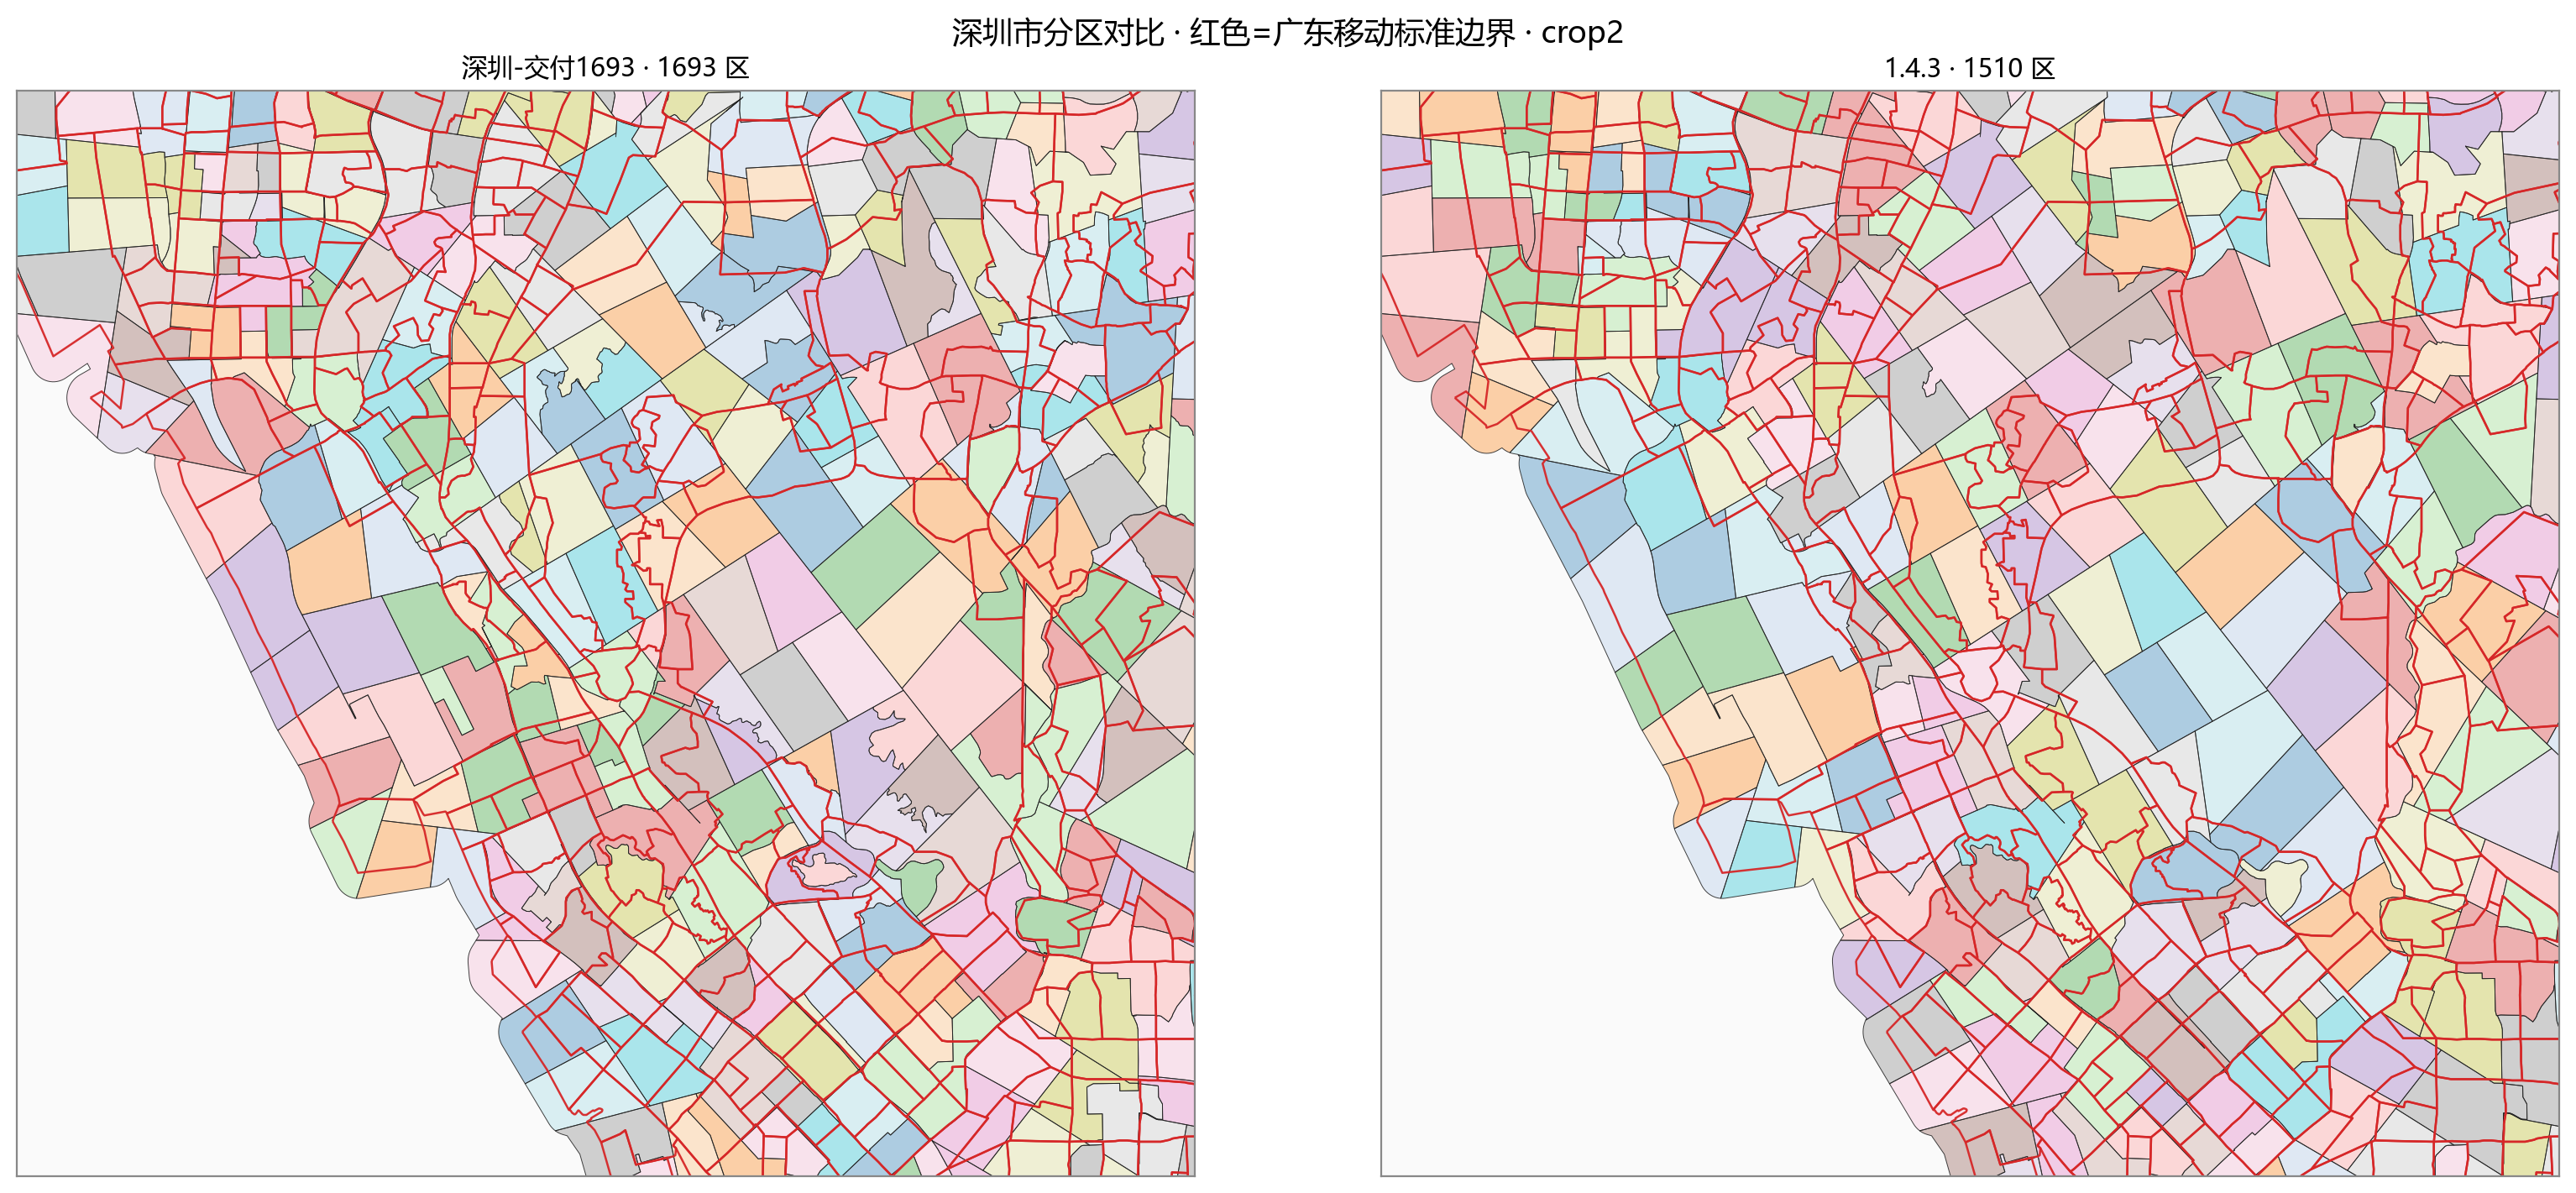 深圳市分区对比 · 红色=广东移动标准边界 · crop2
深圳-交付1693 · 1693 区
1.4.3 · 1510 区